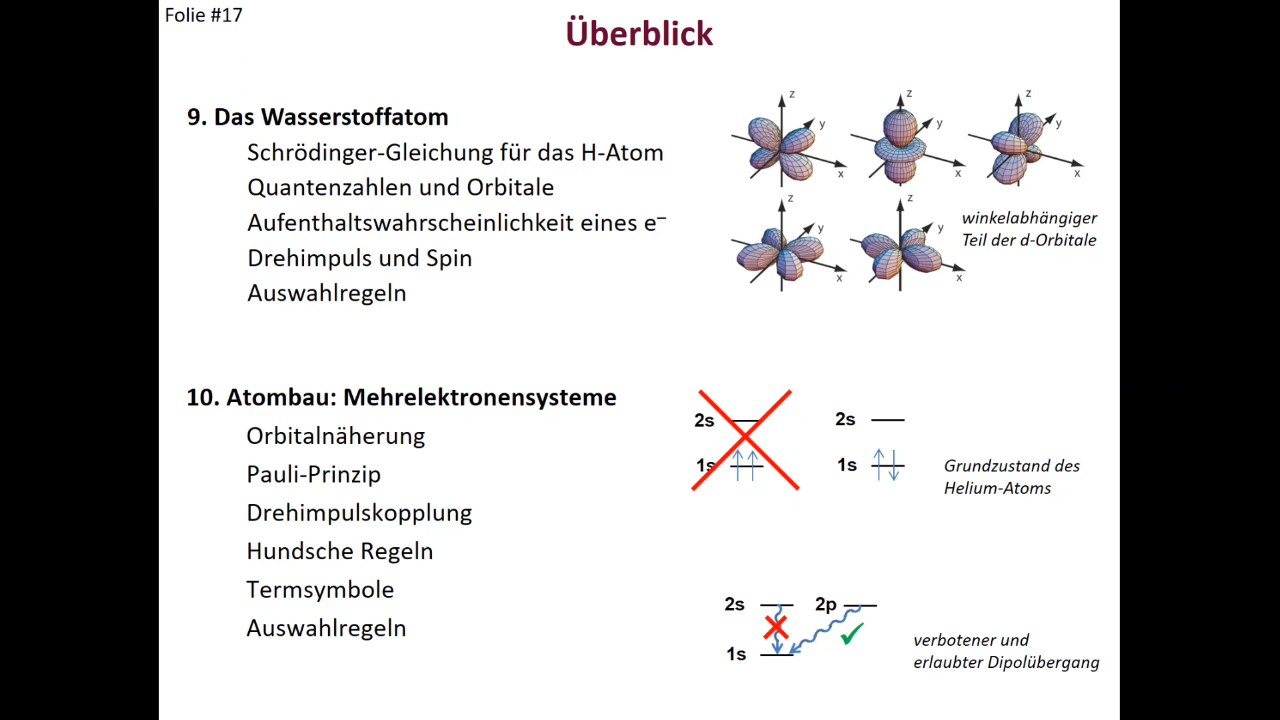 Folie #17
Überblick
9. Das Wasserstoffatom
Schrödinger-Gleichung für das H-Atom
Quantenzahlen und Orbitale
Aufenthaltswahrscheinlichkeit eines e⁻
Drehimpuls und Spin
Auswahlregeln
z
y
x
z
y
x
z
y
x
z
y
x
z
y
x
winkelabhängiger
Teil der d-Orbitale
10. Atombau: Mehrelektronensysteme
Orbitalnäherung
Pauli-Prinzip
Drehimpulskopplung
Hundsche Regeln
Termsymbole
Auswahlregeln
2s
1s
2s
1s
Grundzustand des
Helium-Atoms
2s 2p
1s
verbotener und
erlaubter Dipolübergang